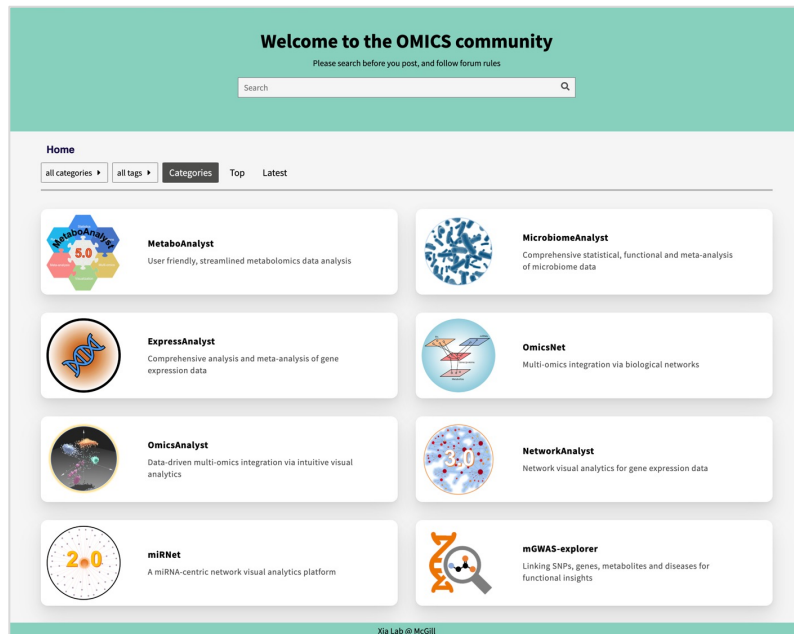 Welcome to the OMICS community
Please search before you post, and follow forum rules
Search
Home
all categories
all tags
Categories
Top
Latest
MetaboAnalyst
5.0
MetaboAnalyst
User friendly, streamlined metabolomics data analysis
MicrobiomeAnalyst
Comprehensive statistical, functional and meta-analysis
of microbiome data
ExpressAnalyst
Comprehensive analysis and meta-analysis of gene
expression data
OmicsNet
Multi-omics integration via biological networks
OmicsAnalyst
Data-driven multi-omics integration via intuitive visual
analytics
3.0
NetworkAnalyst
Network visual analytics for gene expression data
2.0
miRNet
A miRNA-centric network visual analytics platform
mGWAS-explorer
Linking SNPs, genes, metabolites and diseases for
functional insights
Xia Lab @ McGill